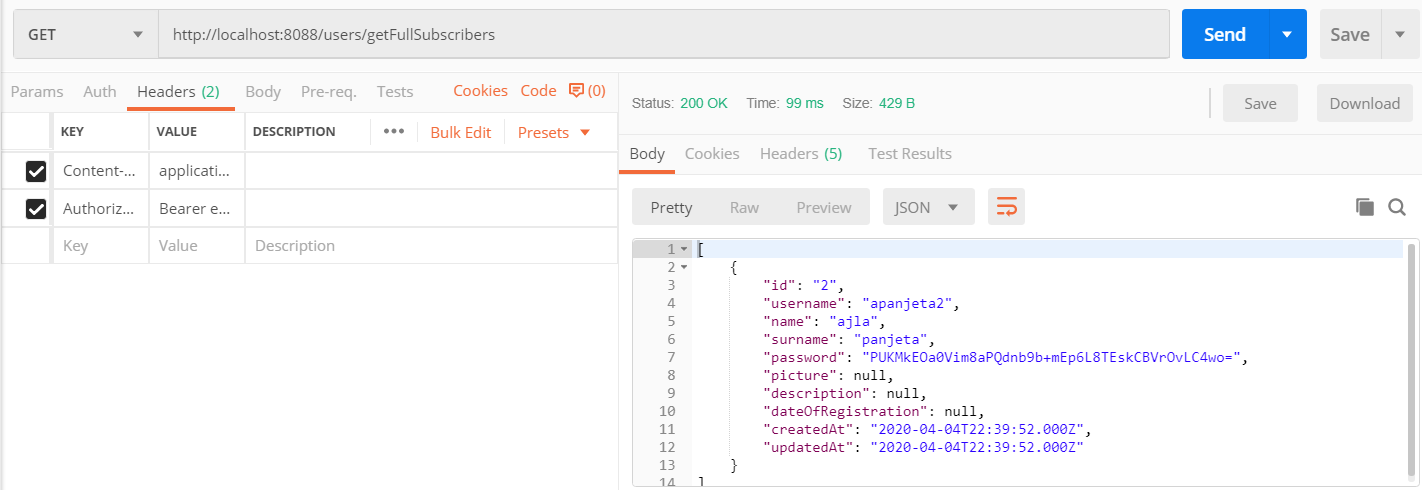 GET http://localhost:8088/users/getFullSubscribers Send Save
Params Auth Headers (2) Body Pre-req. Tests Cookies Code (0)
KEY VALUE DESCRIPTION ••• Bulk Edit Presets
Content-... applicati...
Authoriz... Bearer e...
Key Value Description
Status: 200 OK Time: 99 ms Size: 429 B Save Download
Body Cookies Headers (5) Test Results
Pretty Raw Preview JSON
1 [
2 {
3 "id": "2",
4 "username": "apanjeta2",
5 "name": "ajla",
6 "surname": "panjeta",
7 "password": "PUKMkEOa0Vim8aPQdnb9b+mEp6L8TEskCBVrOvLC4wo=",
8 "picture": null,
9 "description": null,
10 "dateOfRegistration": null,
11 "createdAt": "2020-04-04T22:39:52.000Z",
12 "updatedAt": "2020-04-04T22:39:52.000Z"
13 }
14 ]